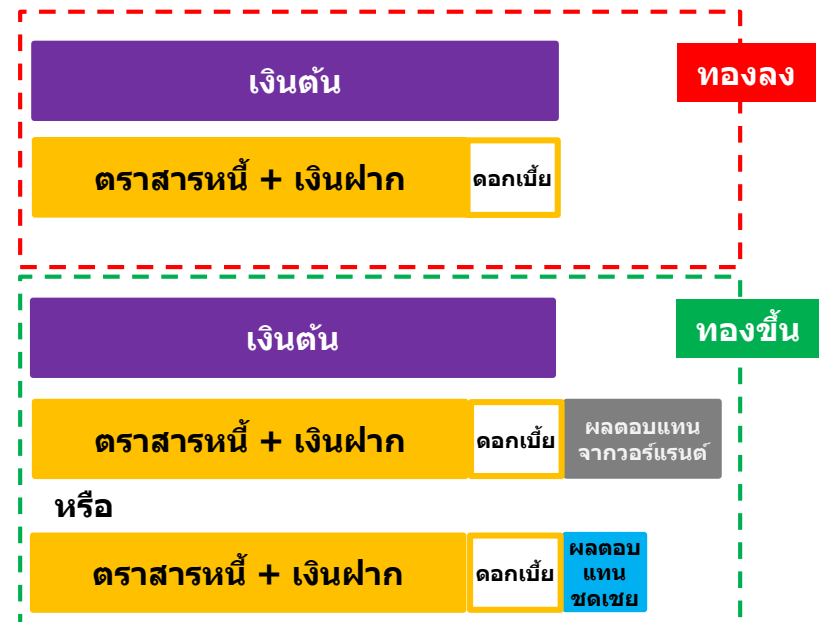 เงินต้น
ทองลง
ตราสารหนี้ + เงินฝาก
ดอกเบี้ย
เงินต้น
ทองขึ้น
ตราสารหนี้ + เงินฝาก
ดอกเบี้ย
ผลตอบแทน
จากวอร์แรนต์
หรือ
ตราสารหนี้ + เงินฝาก
ดอกเบี้ย
ผลตอบ
แทน
ชดเชย